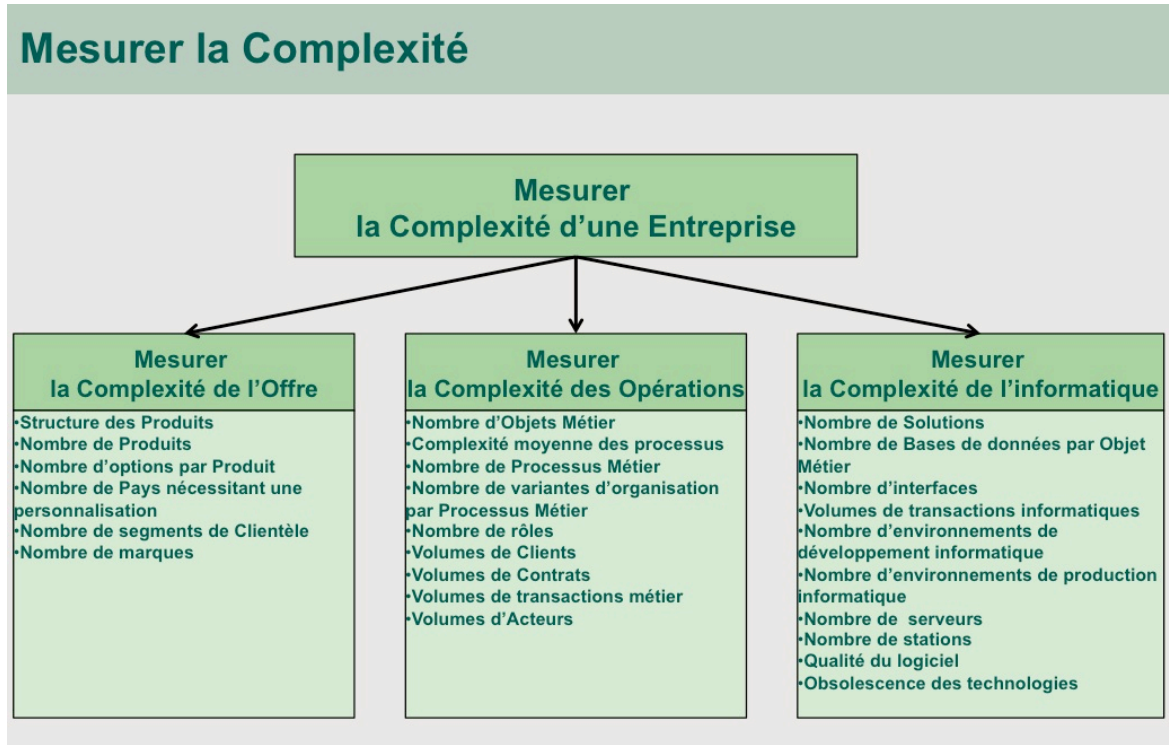 Mesurer la Complexité
Mesurer
la Complexité d’une Entreprise
Mesurer
la Complexité de l’Offre
•Structure des Produits
•Nombre de Produits
•Nombre d’options par Produit
•Nombre de Pays nécessitant une
personnalisation
•Nombre de segments de Clientèle
•Nombre de marques
Mesurer
la Complexité des Opérations
•Nombre d’Objets Métier
•Complexité moyenne des processus
•Nombre de Processus Métier
•Nombre de variantes d’organisation
par Processus Métier
•Nombre de rôles
•Volumes de Clients
•Volumes de Contrats
•Volumes de transactions métier
•Volumes d’Acteurs
Mesurer
la Complexité de l’informatique
•Nombre de Solutions
•Nombre de Bases de données par Objet
Métier
•Nombre d’interfaces
•Volumes de transactions informatiques
•Nombre d’environnements de
développement informatique
•Nombre d’environnements de production
informatique
•Nombre de  serveurs
•Nombre de stations
•Qualité du logiciel
•Obsolescence des technologies